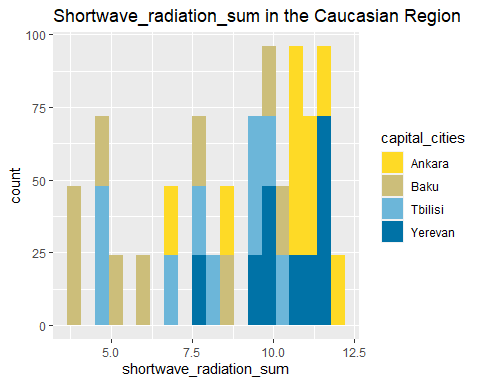 Shortwave_radiation_sum in the Caucasian Region
100
75
50
25
0
count
5.0 7.5 10.0 12.5
shortwave_radiation_sum
capital_cities
Ankara
Baku
Tbilisi
Yerevan